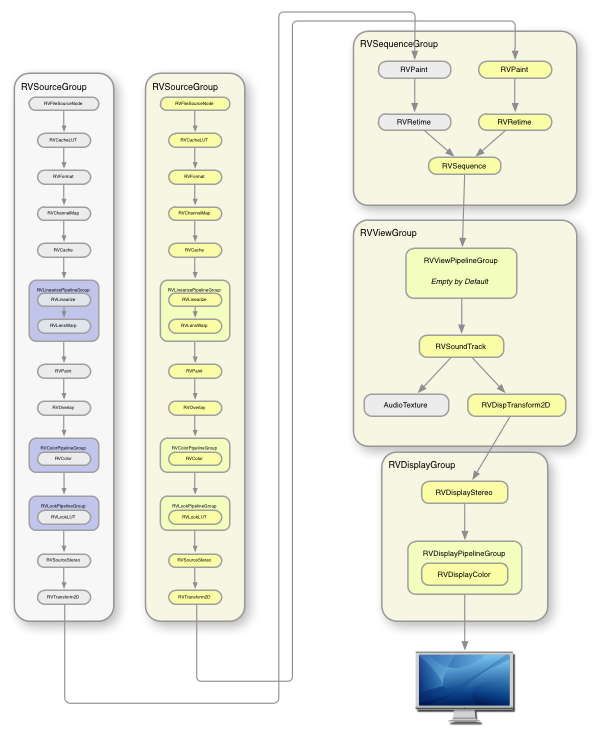 RVSourceGroup
RVFileSourceNode
RVCacheLUT
RVFormat
RVChannelMap
RVCache
RVLinearizePipelineGroup
RVLinearize
RVLensWarp
RVPaint
RVOverlay
RVColorPipelineGroup
RVColor
RVLookPipelineGroup
RVLookLUT
RVSourceStereo
RVTransform2D
RVSourceGroup
RVFileSourceNode
RVCacheLUT
RVFormat
RVChannelMap
RVCache
RVLinearizePipelineGroup
RVLinearize
RVLensWarp
RVPaint
RVOverlay
RVColorPipelineGroup
RVColor
RVLookPipelineGroup
RVLookLUT
RVSourceStereo
RVTransform2D
RVSequenceGroup
RVPaint
RVPaint
RVRetime
RVRetime
RVSequence
RVViewGroup
RVViewPipelineGroup
Empty by Default
RVSoundTrack
AudioTexture
RVDispTransform2D
RVDisplayGroup
RVDisplayStereo
RVDisplayPipelineGroup
RVDisplayColor